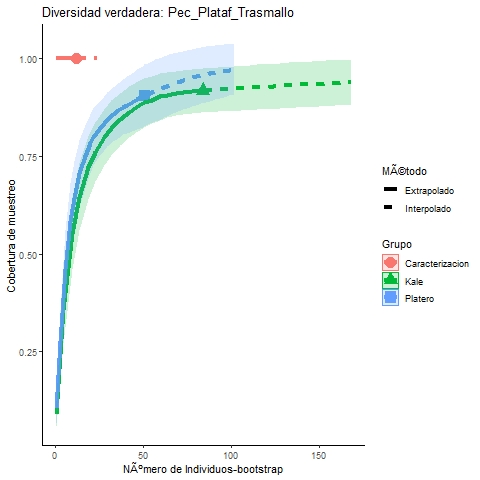 Diversidad verdadera: Pec_Plataf_Trasmallo
1.00
0.75
0.50
0.25
Cobertura de muestreo
0
50
100
150
NÃºmero de Individuos-bootstrap
MÃ©todo
Extrapolado
Interpolado
Grupo
Caracterizacion
Kale
Platero